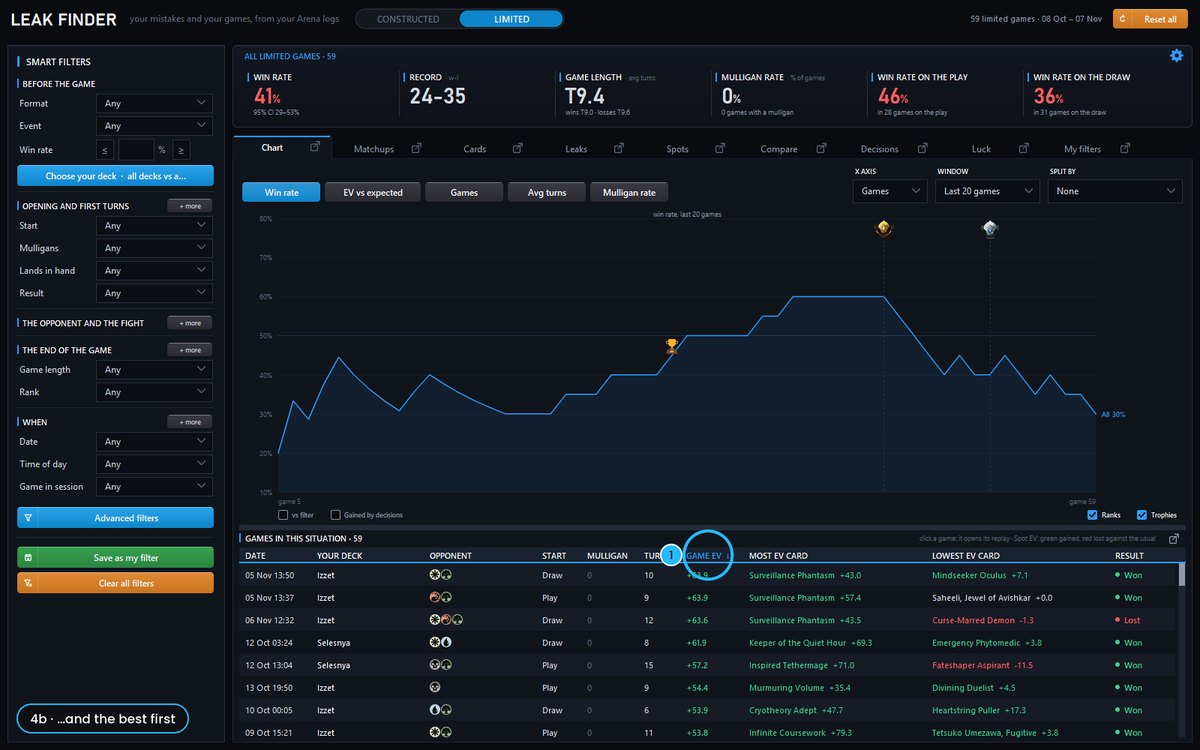 LEAK FINDER your mistakes and your games, from your Arena logs CONSTRUCTED LIMITED 59 limited games · 08 Oct – 07 Nov Reset all
SMART FILTERS
BEFORE THE GAME
Format Any
Event Any
Win rate ≤ % ≥
Choose your deck · all decks vs a...
OPENING AND FIRST TURNS + more
Start Any
Mulligans Any
Lands in hand Any
Result Any
THE OPPONENT AND THE FIGHT + more
THE END OF THE GAME + more
Game length Any
Rank Any
WHEN + more
Date Any
Time of day Any
Game in session Any
Advanced filters
Save as my filter
Clear all filters
4b · ...and the best first
ALL LIMITED GAMES · 59
WIN RATE
41%
95% CI 29–53%
RECORD · w-l
24-35
GAME LENGTH · avg turns
T9.4
wins T9.0 · losses T9.6
MULLIGAN RATE · % of games
0%
0 games with a mulligan
WIN RATE ON THE PLAY
46%
in 28 games on the play
WIN RATE ON THE DRAW
36%
in 31 games on the draw
Chart Matchups Cards Leaks Spots Compare Decisions Luck My filters
Win rate EV vs expected Games Avg turns Mulligan rate
X AXIS WINDOW SPLIT BY
Games Last 20 games None
win rate, last 20 games
80%
70%
60%
50%
40%
30%
20%
10%
All 30%
game 5 game 59
vs filter Gained by decisions Ranks Trophies
GAMES IN THIS SITUATION · 59 click a game: it opens its replay · Spot EV: green gained, red lost against the usual
DATE YOUR DECK OPPONENT START MULLIGAN TUR 1 GAME EV ↓ MOST EV CARD LOWEST EV CARD RESULT
05 Nov 13:50 Izzet Draw 0 10 +63.9 Surveillance Phantasm +43.0 Mindseeker Oculus +7.1 Won
05 Nov 13:37 Izzet Play 0 9 +63.9 Surveillance Phantasm +57.4 Saheeli, Jewel of Avishkar +0.0 Won
06 Nov 12:32 Izzet Play 0 12 +63.6 Surveillance Phantasm +43.5 Curse-Marred Demon -1.3 Lost
12 Oct 03:24 Selesnya Draw 0 8 +61.9 Keeper of the Quiet Hour +69.3 Emergency Phytomedic +3.8 Won
12 Oct 13:04 Selesnya Play 0 15 +57.2 Inspired Tethermage +71.0 Fateshaper Aspirant -11.5 Won
13 Oct 19:50 Izzet Play 0 9 +54.4 Murmuring Volume +35.4 Divining Duelist +4.5 Won
10 Oct 00:05 Izzet Draw 0 6 +53.9 Cryotheory Adept +47.7 Heartstring Puller +17.3 Won
09 Oct 15:21 Izzet Play 0 11 +53.8 Infinite Coursework +79.3 Tetsuko Umezawa, Fugitive +3.8 Won